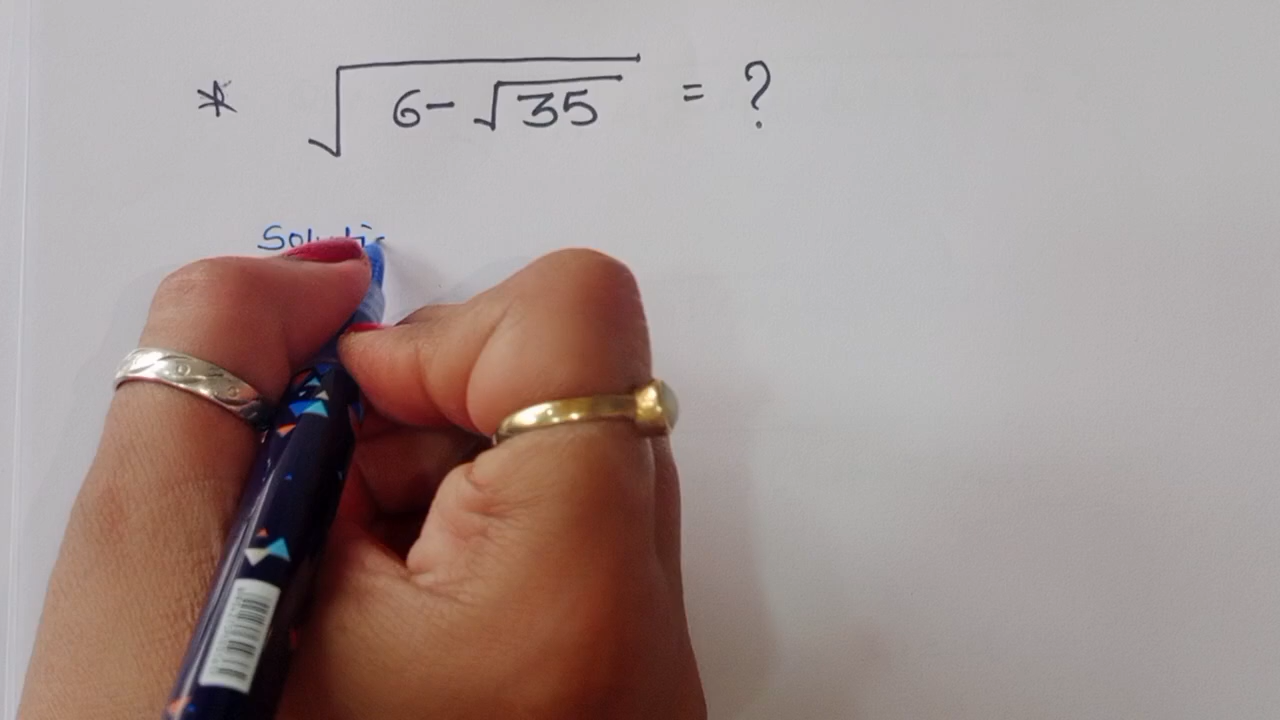 * √(6-√35) = ?